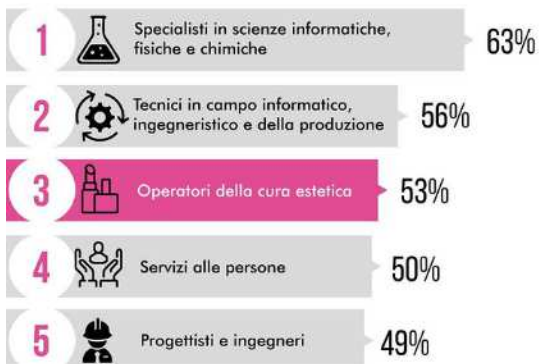 1
Specialisti in scienze informatiche,
fisiche e chimiche
63%
2
Tecnici in campo informatico,
ingegneristico e della produzione
56%
3
Operatori della cura estetica
53%
4
Servizi alle persone
50%
5
Progettisti e ingegneri
49%